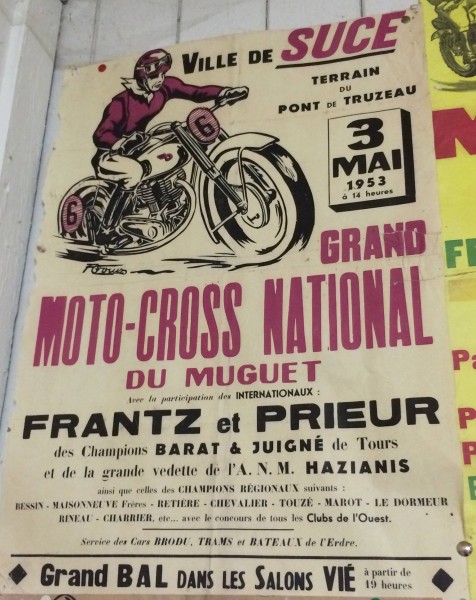 VILLE DE SUCE
TERRAIN
DU
PONT DE TRUZEAU
3
MAI
1953
à 14 heures
6
6
GRAND
MOTO-CROSS NATIONAL
DU MUGUET
Avec la participation des INTERNATIONAUX :
FRANTZ et PRIEUR
des Champions BARAT & JUIGNÉ de Tours
et de la grande vedette de l'A. N. M. HAZIANIS
ainsi que celles des CHAMPIONS RÉGIONAUX suivants :
BESSIN - MAISONNEUVE Frères - RETIÈRE - CHEVALIER - TOUZÉ - MAROT - LE DORMEUR
RINEAU - CHARRIER, etc... avec le concours de tous les Clubs de l'Ouest.
Service des Cars BRODU, TRAMS et BATEAUX de l'Erdre.
Grand BAL DANS LES SALONS VIÉ à partir de
19 heures